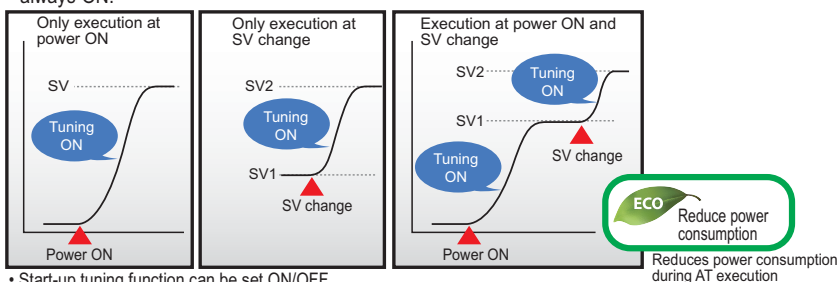 always ON.
Only execution at
power ON
SV
Tuning
ON
Power ON
Only execution at
SV change
SV2
Tuning
ON
SV1
SV change
Execution at power ON and
SV change
SV2
Tuning
ON
SV1
SV change
Tuning
ON
Power ON
ECO
Reduce power
consumption
Reduces power consumption
during AT execution
• Start-up tuning function can be set ON/OFF